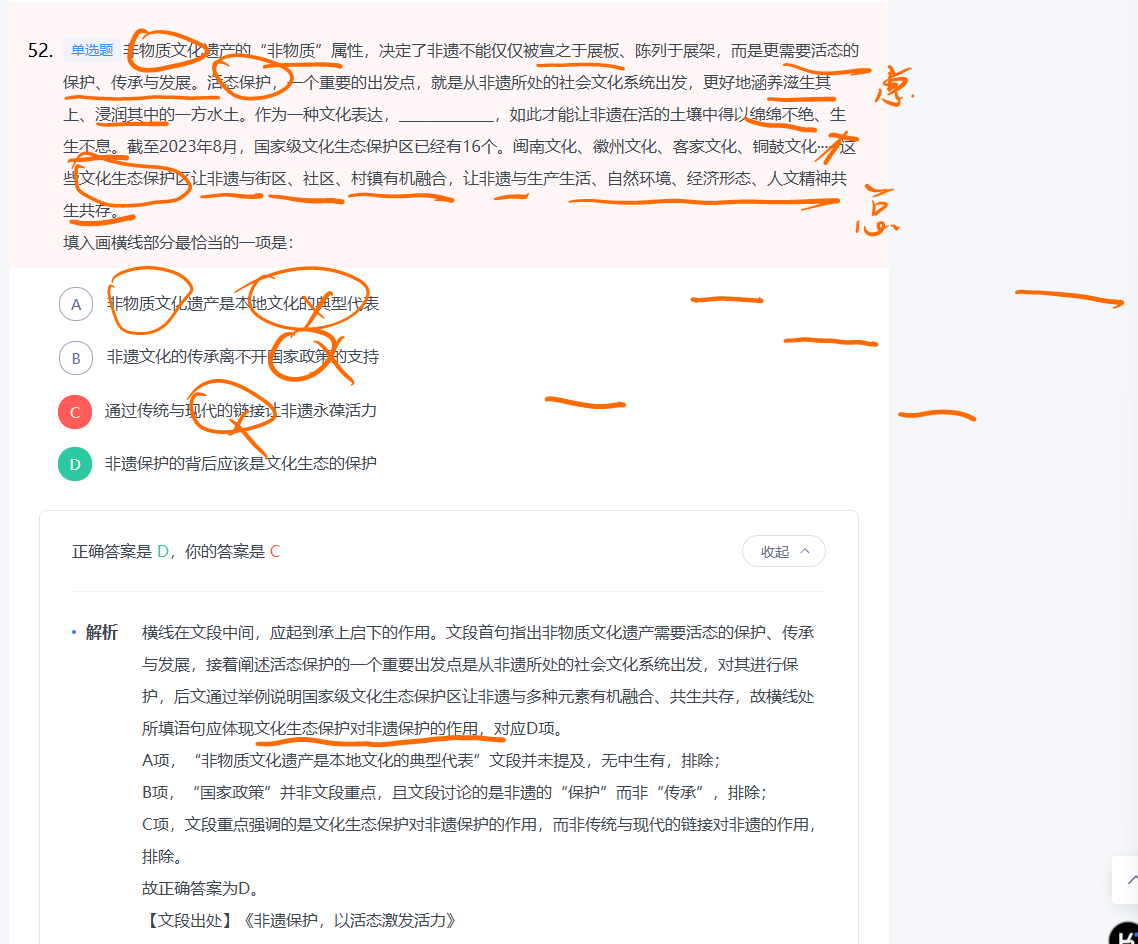 52. 单选题 非物质文化遗产的“非物质”属性，决定了非遗不能仅仅被宣之于展板、陈列于展架，而是更需要活态的
保护、传承与发展。活态保护，一个重要的出发点，就是从非遗所处的社会文化系统出发，更好地涵养滋生其
上、浸润其中的一方水土。作为一种文化表达，____________，如此才能让非遗在活的土壤中得以绵绵不绝、生
生不息。截至2023年8月，国家级文化生态保护区已经有16个。闽南文化、徽州文化、客家文化、铜鼓文化……这
些文化生态保护区让非遗与街区、社区、村镇有机融合，让非遗与生产生活、自然环境、经济形态、人文精神共
生共存。
填入画横线部分最恰当的一项是：
A 非物质文化遗产是本地文化的典型代表
B 非遗文化的传承离不开国家政策的支持
C 通过传统与现代的链接让非遗永葆活力
D 非遗保护的背后应该是文化生态的保护
正确答案是 D，你的答案是 C
收起
解析 横线在文段中间，应起到承上启下的作用。文段首句指出非物质文化遗产需要活态的保护、传承
与发展，接着阐述活态保护的一个重要出发点是从非遗所处的社会文化系统出发，对其进行保
护，后文通过举例说明国家级文化生态保护区让非遗与多种元素有机融合、共生共存，故横线处
所填语句应体现文化生态保护对非遗保护的作用，对应D项。
A项，“非物质文化遗产是本地文化的典型代表”文段并未提及，无中生有，排除；
B项，“国家政策”并非文段重点，且文段讨论的是非遗的“保护”而非“传承”，排除；
C项，文段重点强调的是文化生态保护对非遗保护的作用，而非传统与现代的链接对非遗的作用，
排除。
故正确答案为D。
【文段出处】《非遗保护，以活态激发活力》